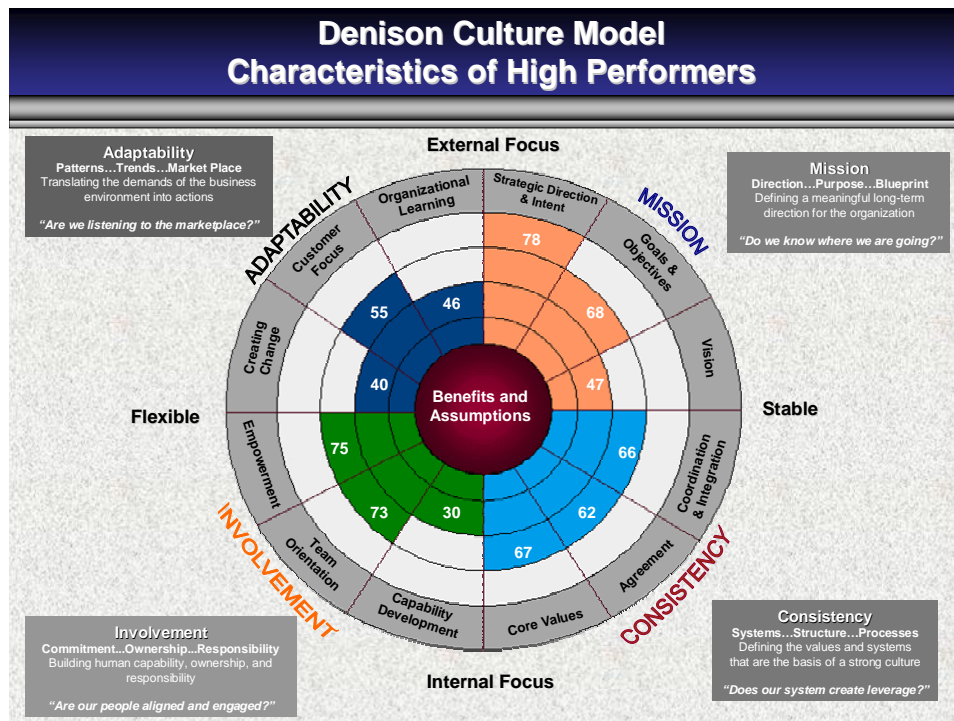 Denison Culture Model
Characteristics of High Performers
Adaptability
Patterns…Trends…Market Place
Translating the demands of the business
environment into actions
“Are we listening to the marketplace?”
External Focus
Mission
Direction…Purpose…Blueprint
Defining a meaningful long-term
direction for the organization
“Do we know where we are going?”
ADAPTABILITY
MISSION
Organizational
Learning
Strategic Direction
& Intent
Customer
Focus
Goals &
Objectives
Creating
Change
Vision
78
55
46
68
40
47
Benefits and
Assumptions
Flexible
Stable
75
66
73
30
62
67
Empowerment
Coordination
& Integration
Team
Orientation
Agreement
Capability
Development
Core Values
INVOLVEMENT
CONSISTENCY
Involvement
Commitment...Ownership...Responsibility
Building human capability, ownership, and
responsibility
“Are our people aligned and engaged?”
Internal Focus
Consistency
Systems…Structure…Processes
Defining the values and systems
that are the basis of a strong culture
“Does our system create leverage?”